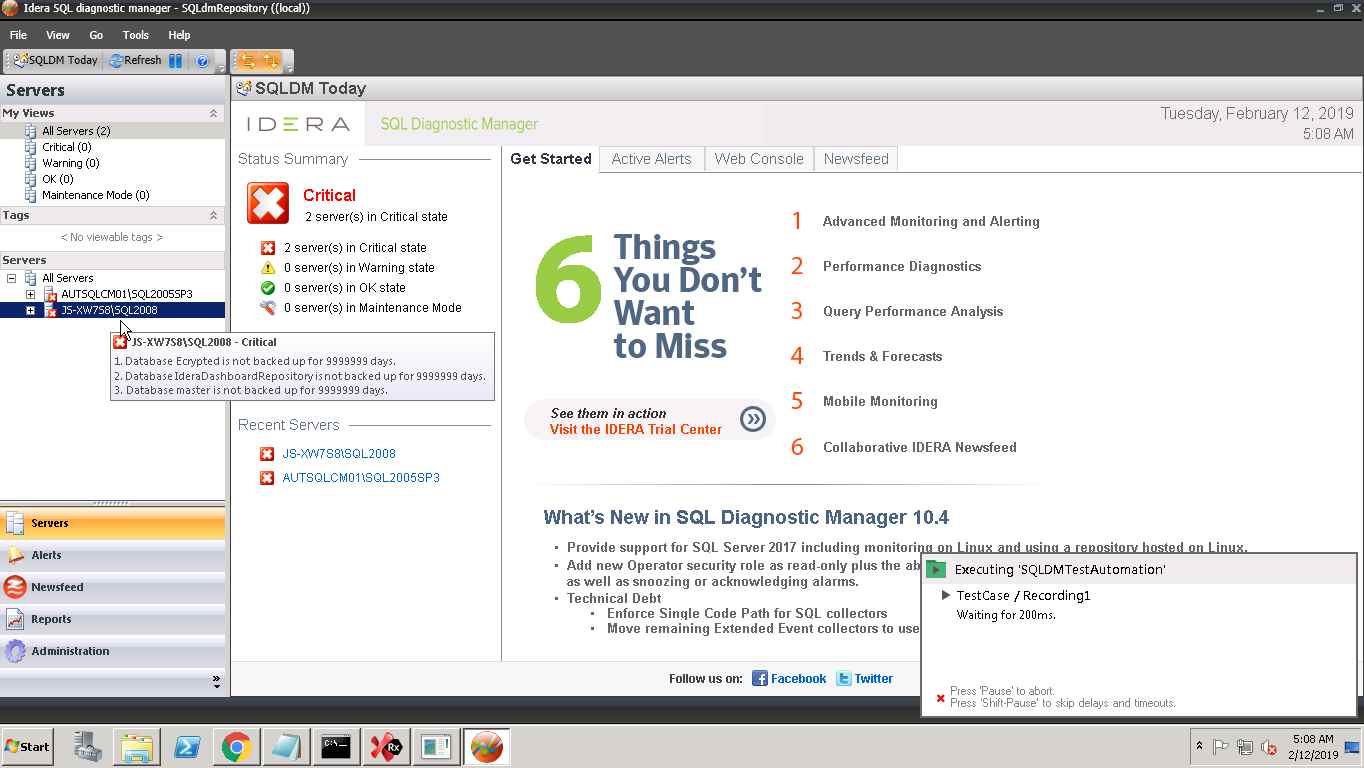 Idera SQL diagnostic manager - SQLdmRepository ((local))
File View Go Tools Help
SQLDM Today Refresh
Servers
My Views
All Servers (2)
Critical (0)
Warning (0)
OK (0)
Maintenance Mode (0)
Tags
< No viewable tags >
Servers
All Servers
AUTSQLCM01\SQL2005SP3
JS-XW7S8\SQL2008
JS-XW7S8\SQL2008 - Critical
1. Database Ecrypted is not backed up for 9999999 days.
2. Database IderaDashboardRepository is not backed up for 9999999 days.
3. Database master is not backed up for 9999999 days.
Servers
Alerts
Newsfeed
Reports
Administration
SQLDM Today
IDERA SQL Diagnostic Manager
Tuesday, February 12, 2019
5:08 AM
Status Summary
Critical
2 server(s) in Critical state
2 server(s) in Critical state
0 server(s) in Warning state
0 server(s) in OK state
0 server(s) in Maintenance Mode
Recent Servers
JS-XW7S8\SQL2008
AUTSQLCM01\SQL2005SP3
Get Started Active Alerts Web Console Newsfeed
6 Things
You Don't
Want
to Miss
See them in action
Visit the IDERA Trial Center
1 Advanced Monitoring and Alerting
2 Performance Diagnostics
3 Query Performance Analysis
4 Trends & Forecasts
5 Mobile Monitoring
6 Collaborative IDERA Newsfeed
What's New in SQL Diagnostic Manager 10.4
• Provide support for SQL Server 2017 including monitoring on Linux and using a repository hosted on Linux.
• Add new Operator security role as read-only plus the ab
as well as snoozing or acknowledging alarms.
• Technical Debt
• Enforce Single Code Path for SQL collectors
• Move remaining Extended Event collectors to use
Follow us on: Facebook Twitter
Executing 'SQLDMTestAutomation'
TestCase / Recording1
Waiting for 200ms.
Press 'Pause' to abort.
Press 'Shift-Pause' to skip delays and timeouts.
Start
C:\_
Rx
5:08 AM
2/12/2019